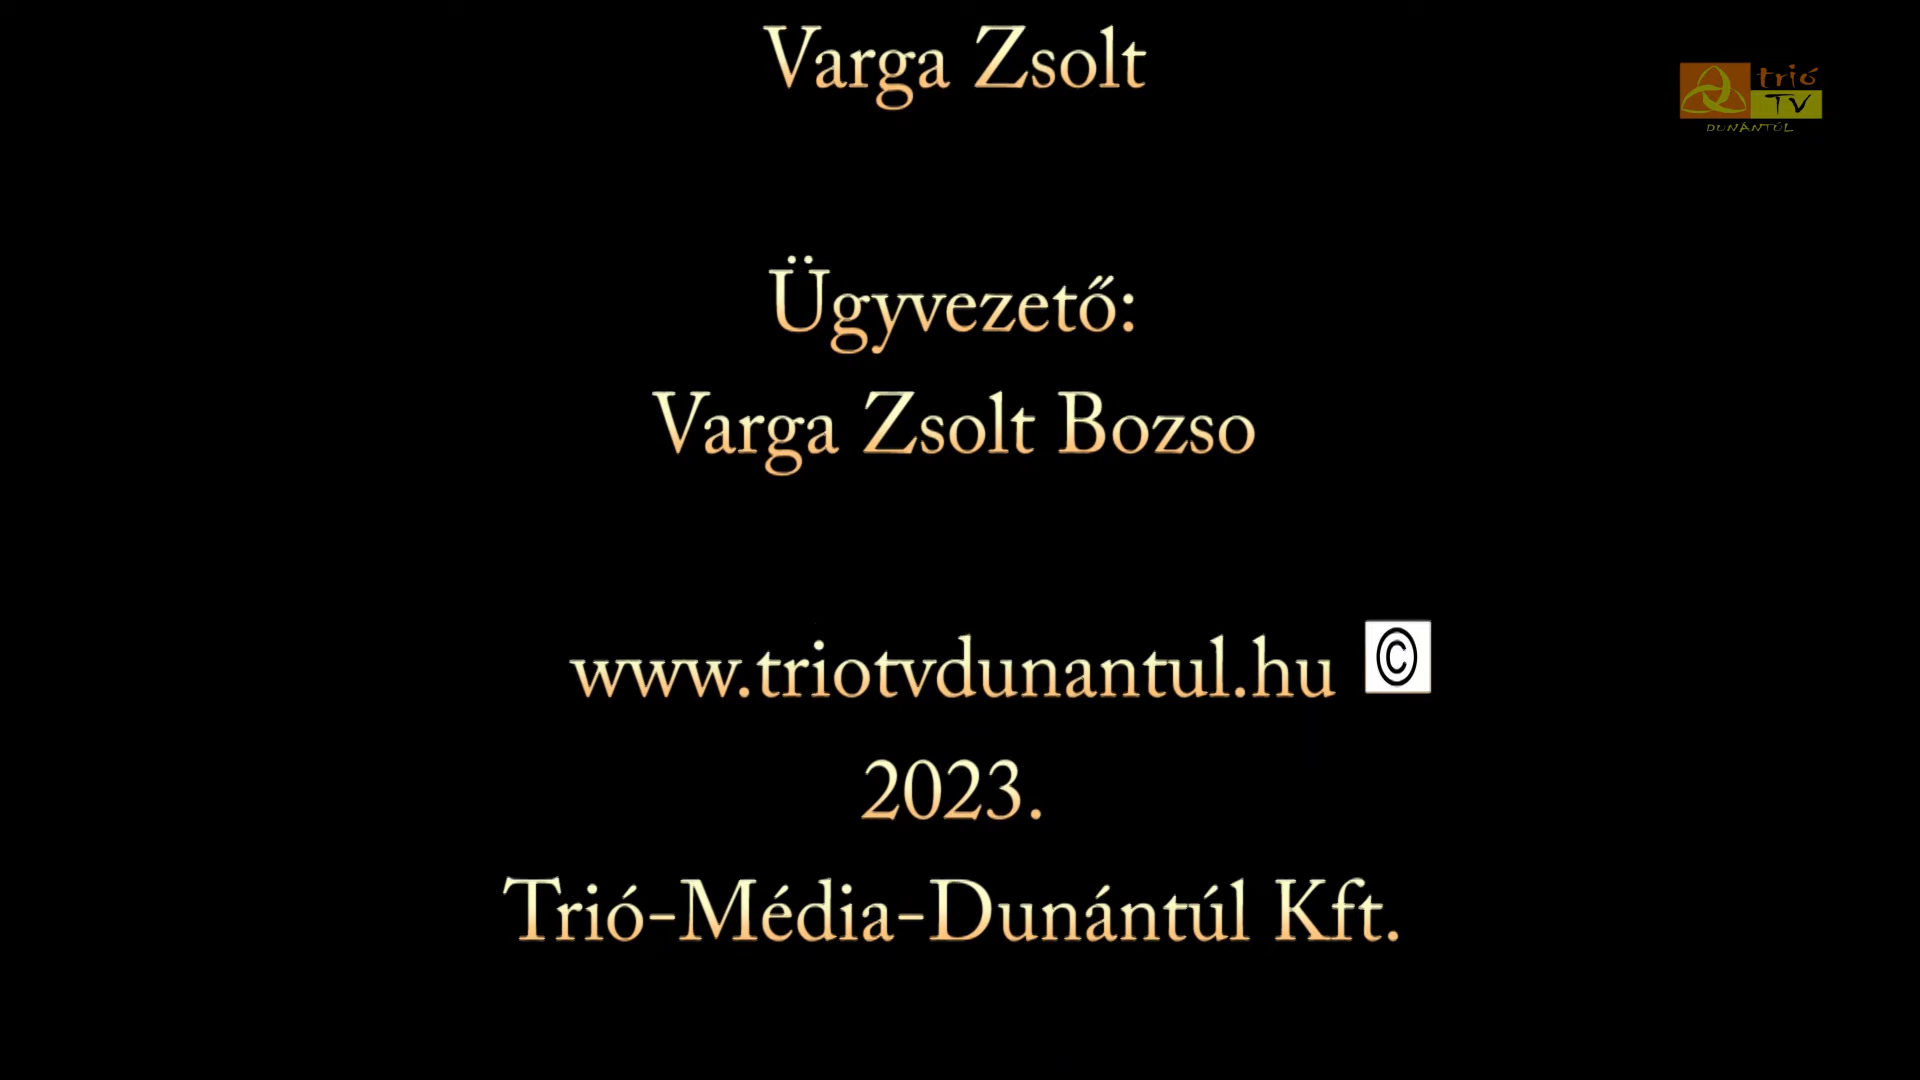 Varga Zsolt
trió
TV
DUNÁNTÚL
Ügyvezető:
Varga Zsolt Bozso
www.triotvdunantul.hu ©
2023.
Trió-Média-Dunántúl Kft.